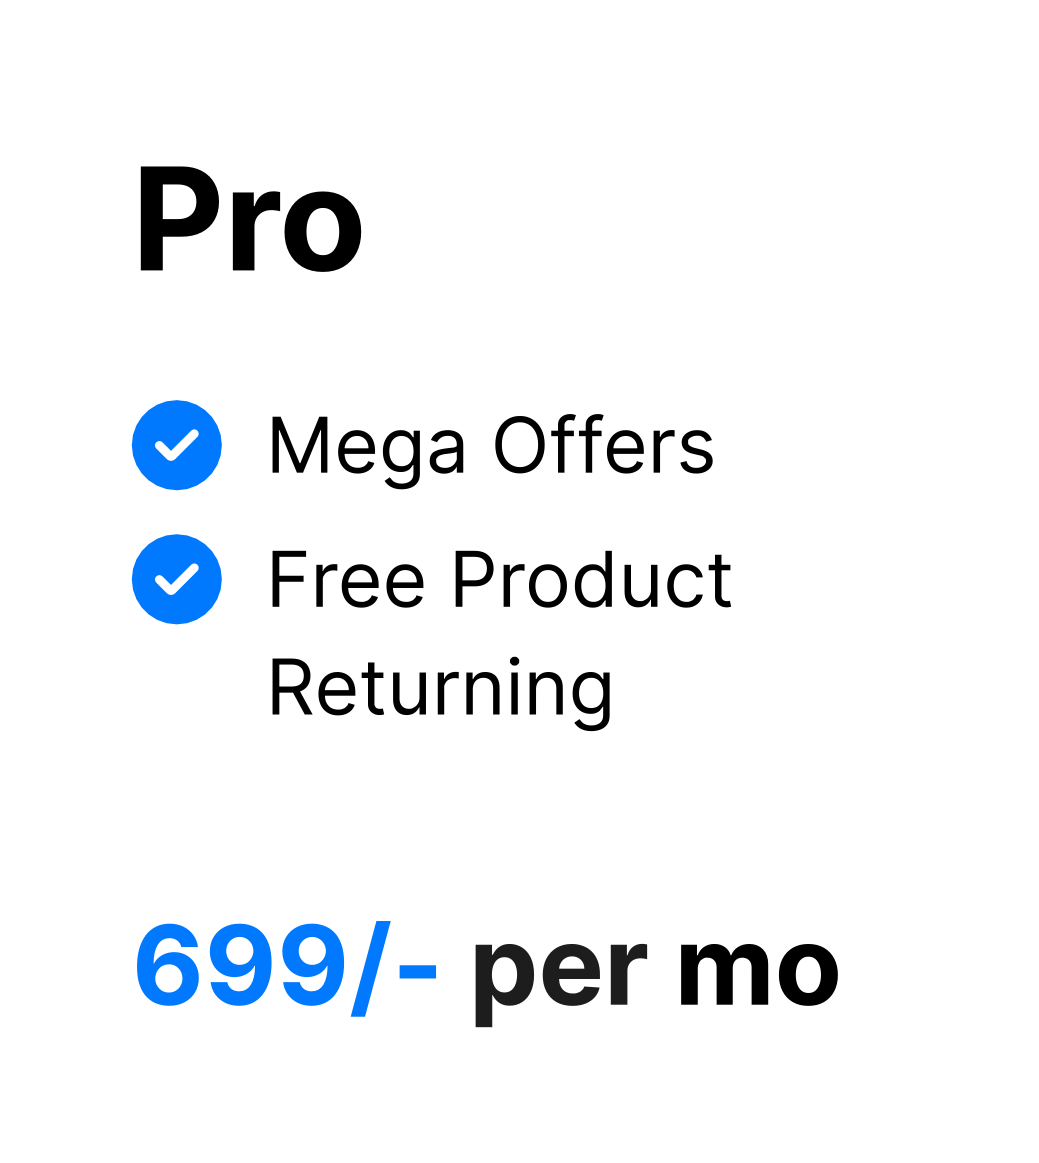 Pro
Mega Offers
Free Product
Returning
699/- per mo